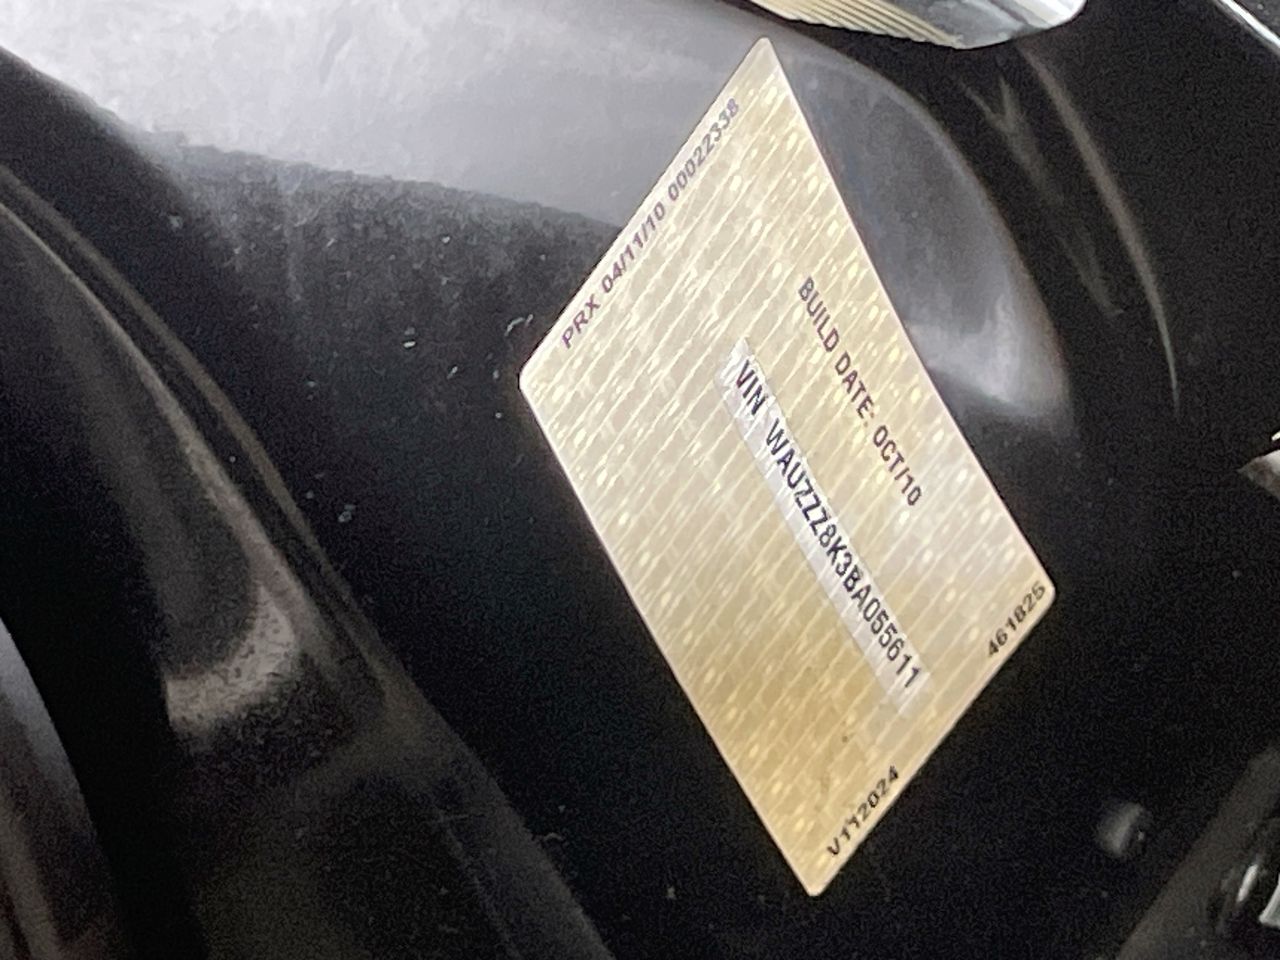 PRX 04/11/10 00022338
BUILD DATE: OCT/10
VIN WAUZZZ8K3BA055611
461825
V112024